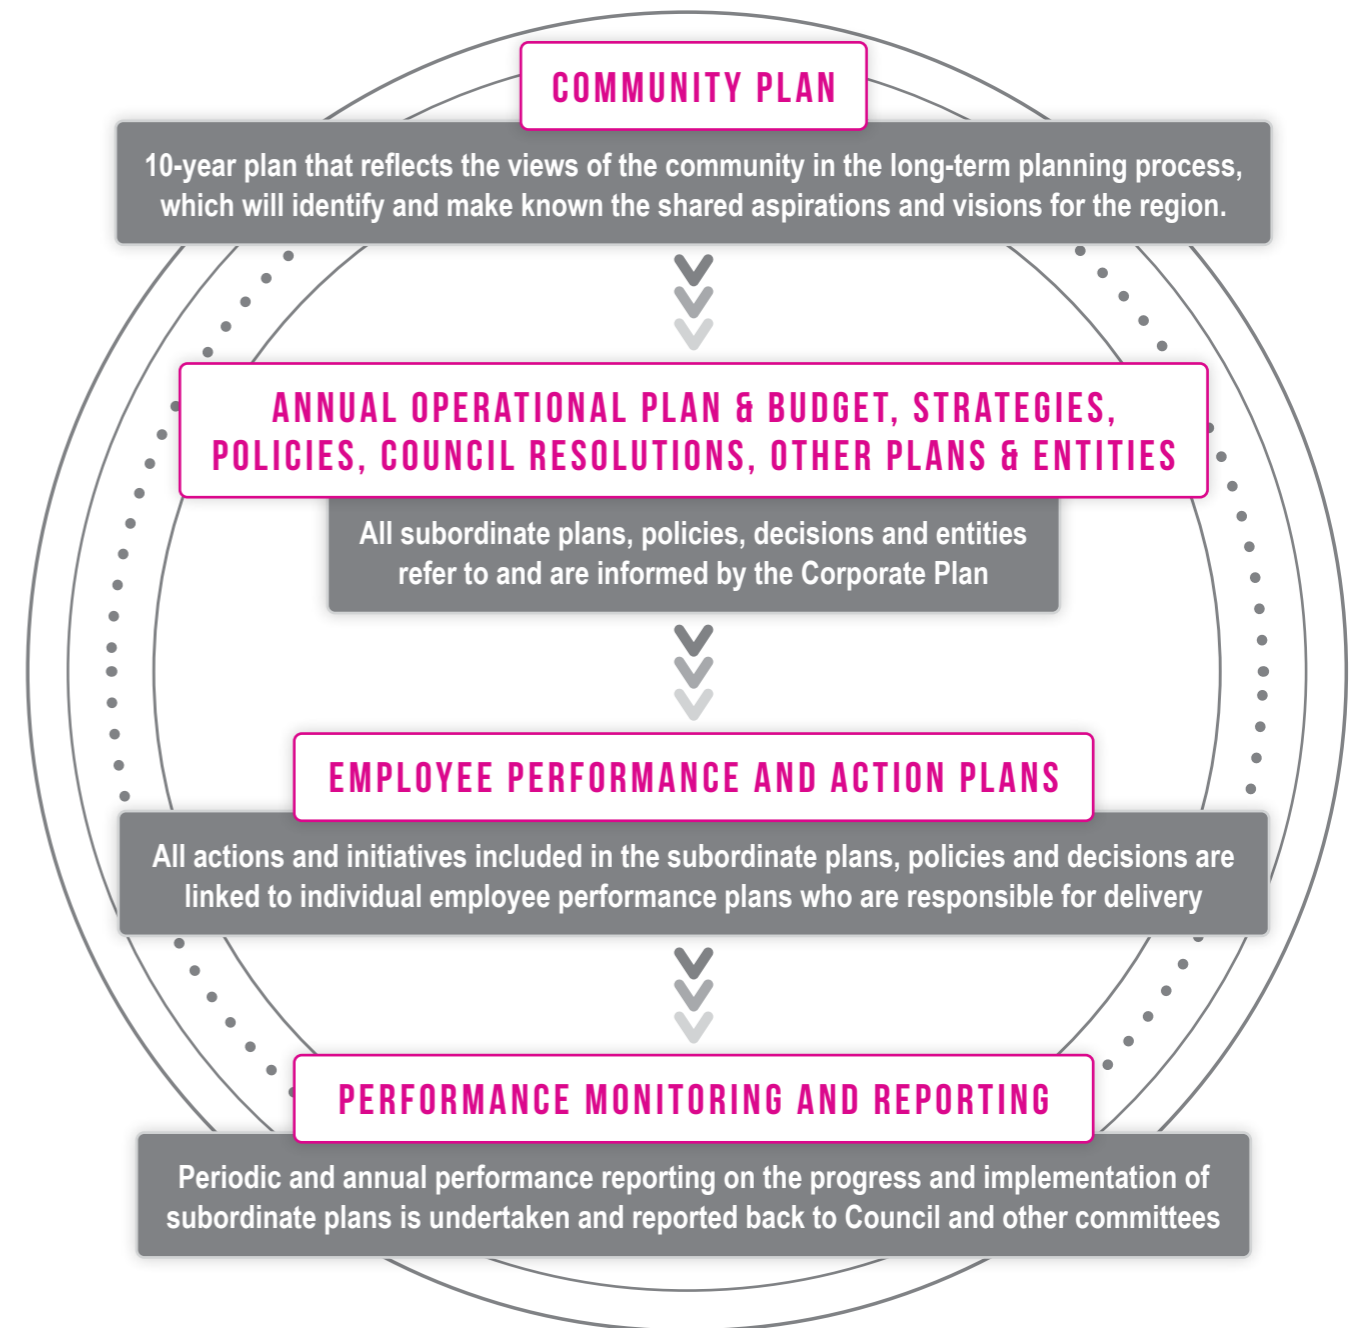 COMMUNITY PLAN
10-year plan that reflects the views of the community in the long-term planning process,
which will identify and make known the shared aspirations and visions for the region.
ANNUAL OPERATIONAL PLAN & BUDGET, STRATEGIES,
POLICIES, COUNCIL RESOLUTIONS, OTHER PLANS & ENTITIES
All subordinate plans, policies, decisions and entities
refer to and are informed by the Corporate Plan
EMPLOYEE PERFORMANCE AND ACTION PLANS
All actions and initiatives included in the subordinate plans, policies and decisions are
linked to individual employee performance plans who are responsible for delivery
PERFORMANCE MONITORING AND REPORTING
Periodic and annual performance reporting on the progress and implementation of
subordinate plans is undertaken and reported back to Council and other committees